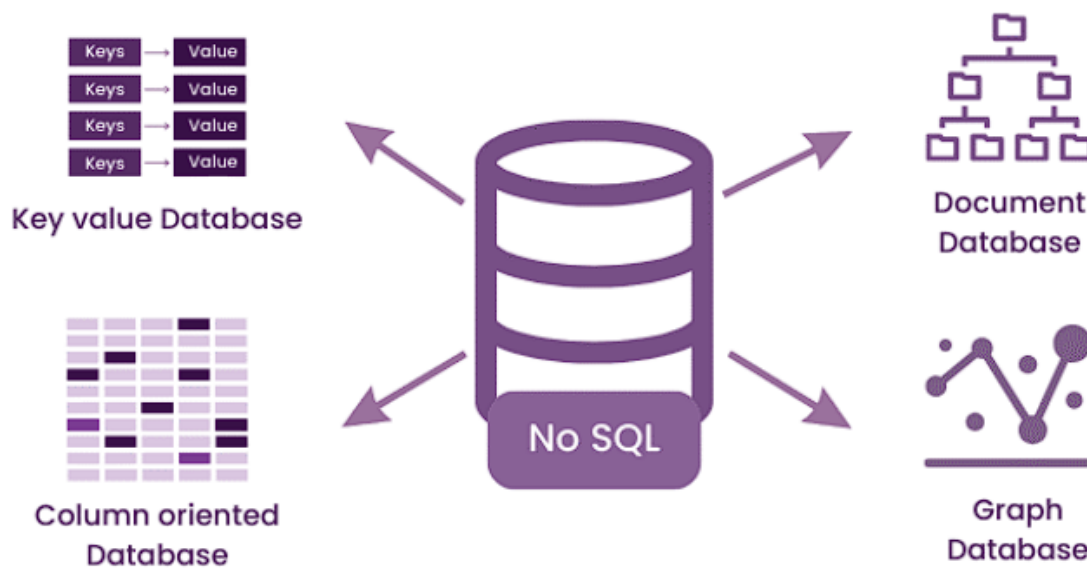 Keys → Value
Keys → Value
Keys → Value
Keys → Value
Key value Database
Document
Database
No SQL
Column oriented
Database
Graph
Database